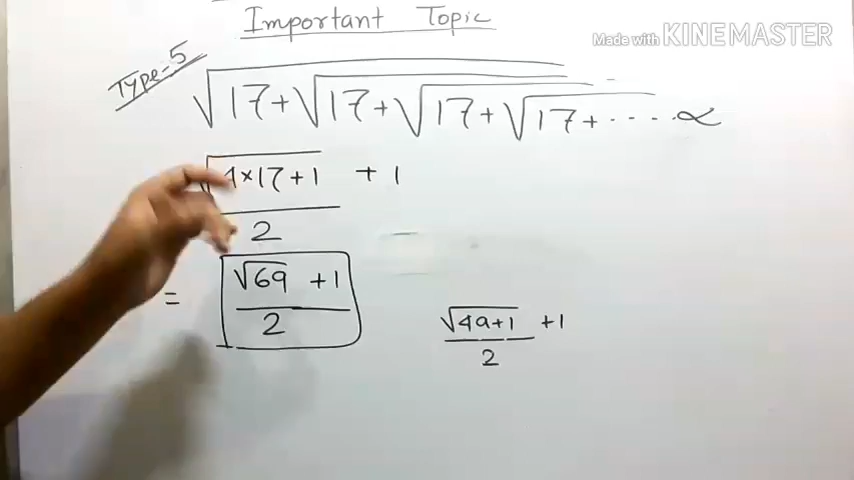 Important Topic
Made with KINEMASTER
Type-5
√17+√17+√17+√17+.....∝
√4×17+1 + 1
2
= √69 +1
2
√4a+1 +1
2